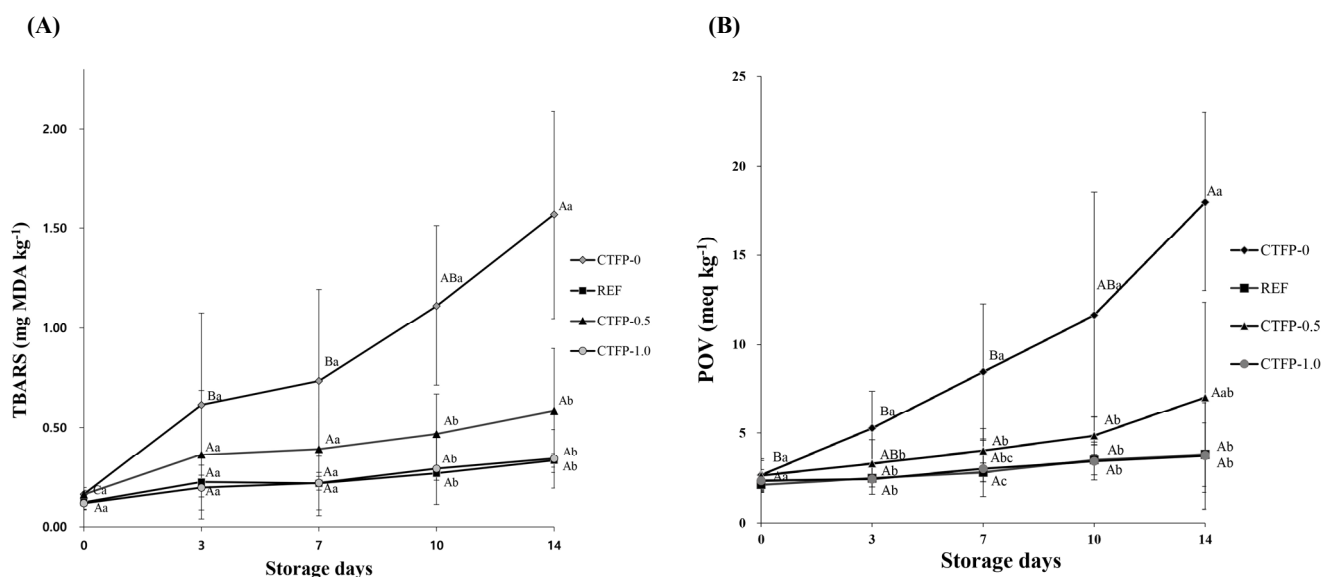 (A)
TBARS (mg MDA kg⁻¹)
2.00
1.50
1.00
0.50
0.00
0
3
7
10
14
Storage days
Ca
Aa
Ba
Aa
Aa
Aa
Ba
Aa
Aa
Aa
ABa
Ab
Ab
Ab
Aa
Ab
Ab
Ab
CTFP-0
REF
CTFP-0.5
CTFP-1.0
(B)
POV (meq kg⁻¹)
25
20
15
10
5
0
0
3
7
10
14
Storage days
Ba
Aa
Ba
ABb
Ab
Ab
Ba
Ab
Abc
Ac
ABa
Ab
Ab
Ab
Aa
Aab
Ab
Ab
CTFP-0
REF
CTFP-0.5
CTFP-1.0